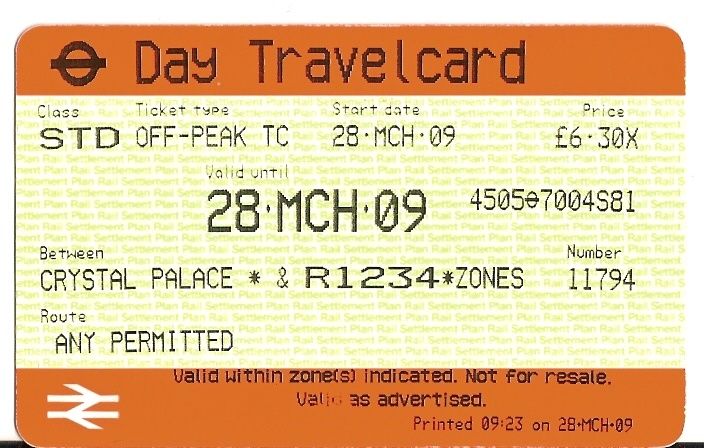 Day Travelcard
Class Ticket type Start date Price
STD OFF-PEAK TC 28·MCH·09 £6·30X
Valid until
28·MCH·09 4505 7004S81
Between Number
CRYSTAL PALACE * & R1234*ZONES 11794
Route
ANY PERMITTED
Valid within zone(s) indicated. Not for resale.
Valid as advertised.
Printed 09:23 on 28·MCH·09